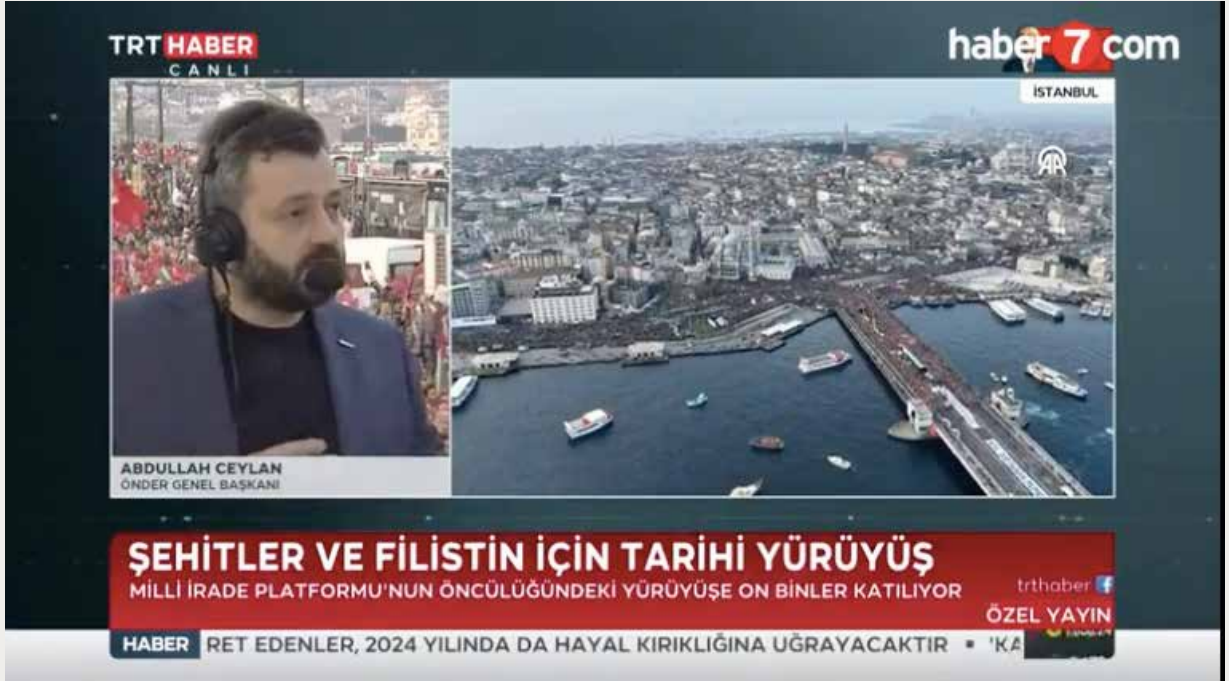 TRT HABER
CANLI
haber 7 com
İSTANBUL
AA
ABDULLAH CEYLAN
ÖNDER GENEL BAŞKANI
ŞEHİTLER VE FİLİSTİN İÇİN TARİHİ YÜRÜYÜŞ
MİLLİ İRADE PLATFORMU'NUN ÖNCÜLÜĞÜNDEKİ YÜRÜYÜŞE ON BİNLER KATILIYOR
trthaber f
ÖZEL YAYIN
HABER RET EDENLER, 2024 YILINDA DA HAYAL KIRIKLIĞINA UĞRAYACAKTIR ▪ 'KA